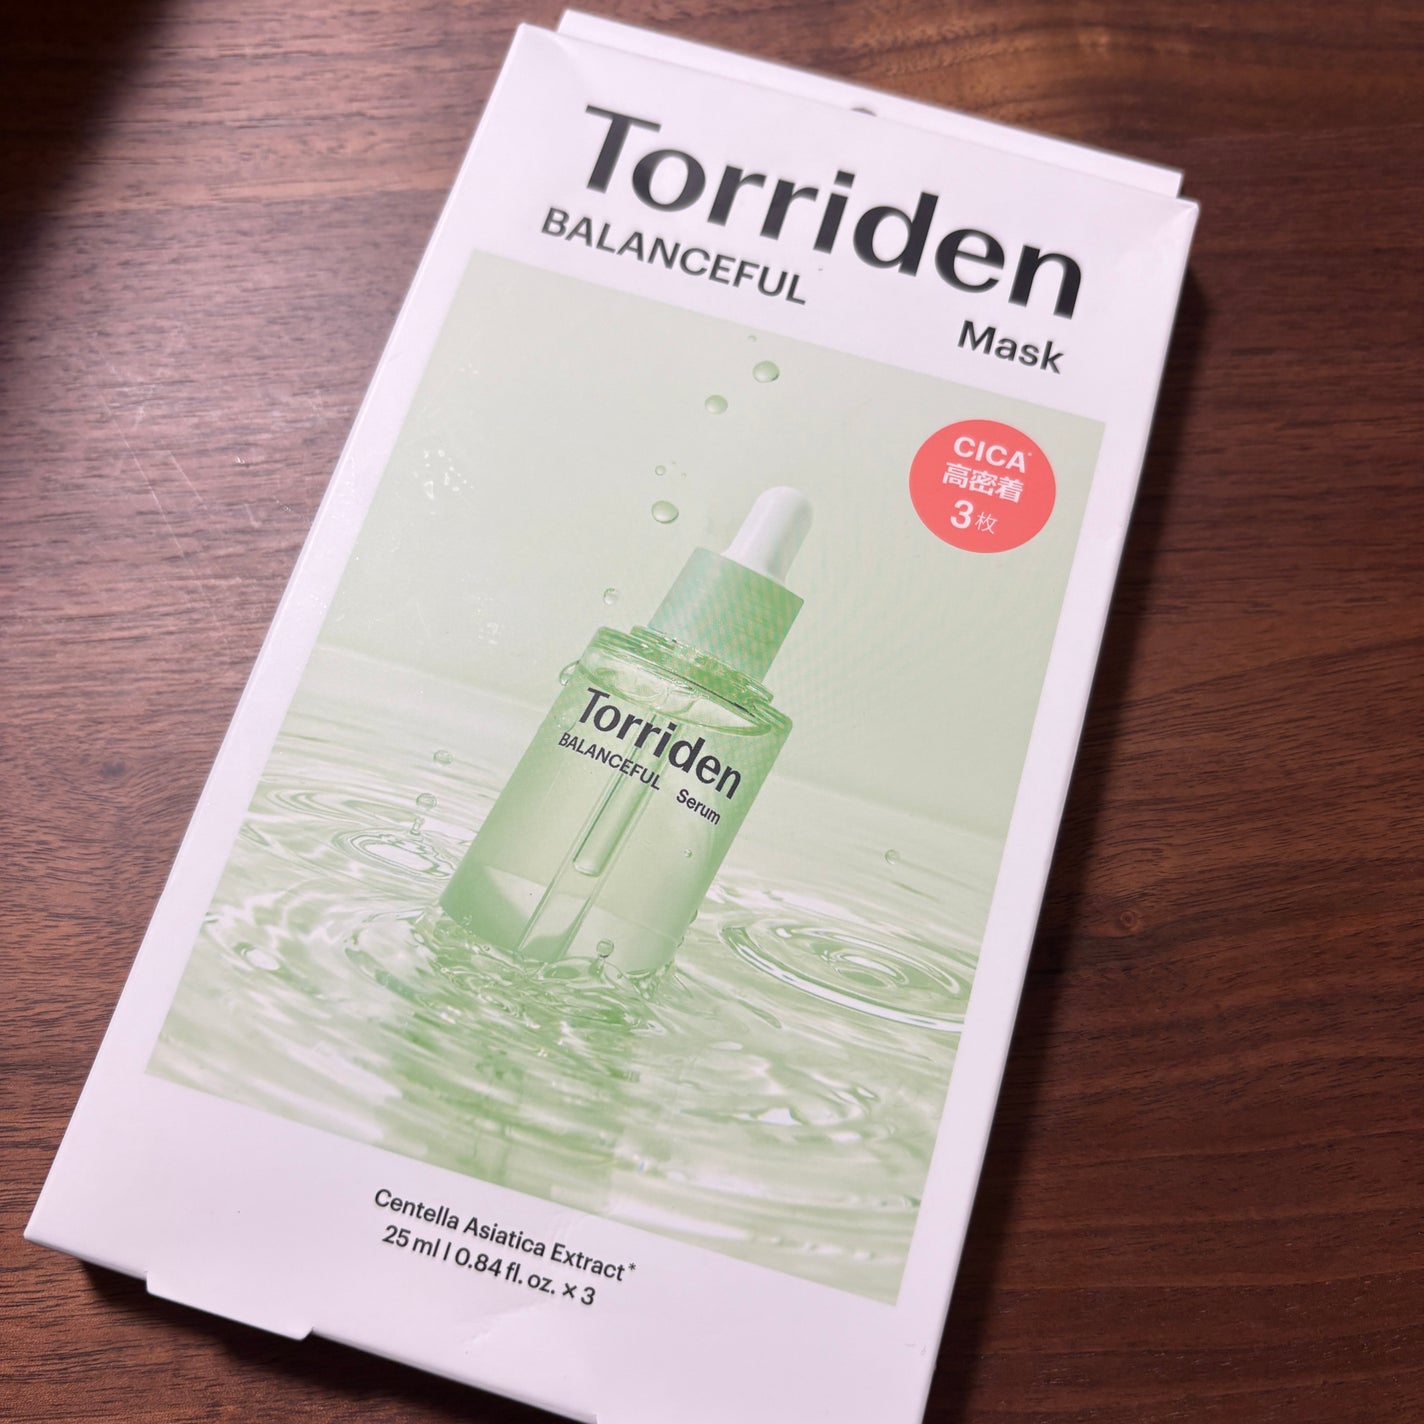 Torriden
BALANCEFUL
Mask
CICA*
高密着
3枚
Torriden
BALANCEFUL
Serum
Centella Asiatica Extract*
25 ml | 0.84 fl. oz. × 3